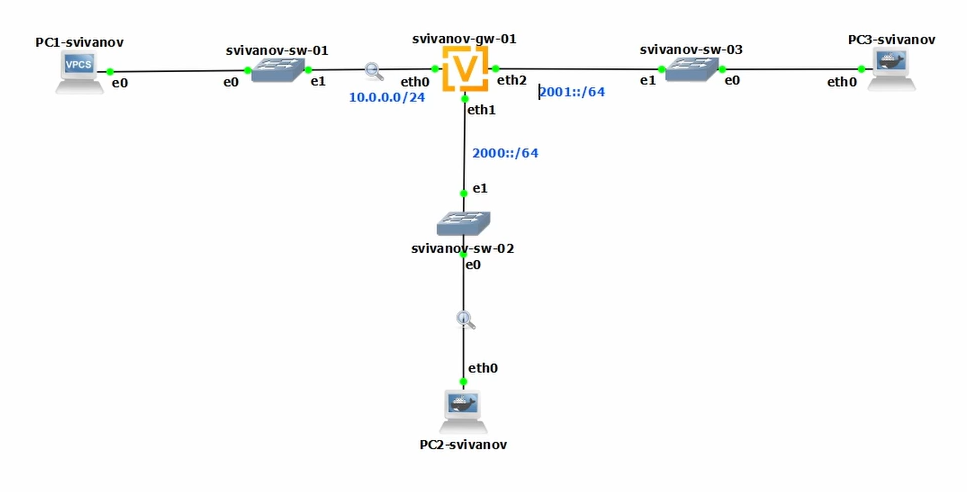 PC1-svivanov
svivanov-sw-01
svivanov-gw-01
svivanov-sw-03
PC3-svivanov
VPCS
V
e0
e0
e1
eth0
eth2
e1
e0
eth0
10.0.0.0/24
2001::/64
eth1
2000::/64
e1
svivanov-sw-02
e0
eth0
PC2-svivanov